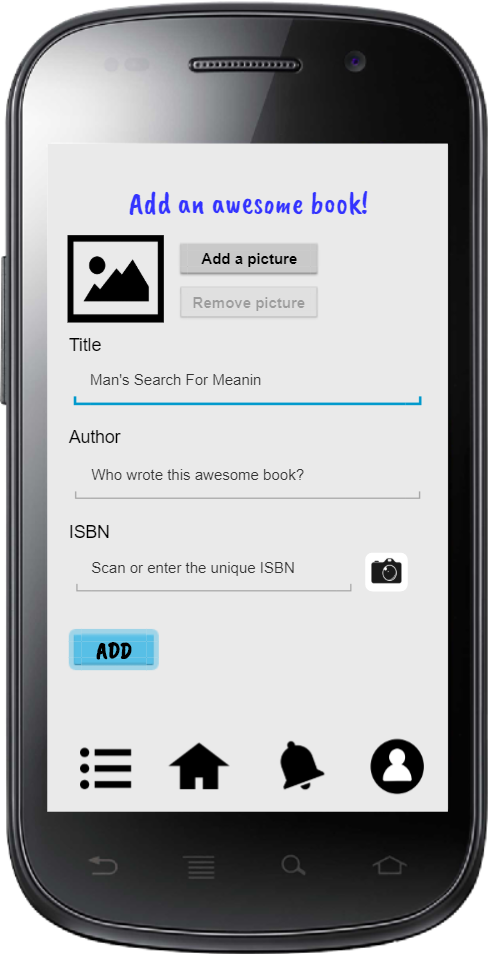 Add an awesome book!
Add a picture
Remove picture
Title
Man's Search For Meanin
Author
Who wrote this awesome book?
ISBN
Scan or enter the unique ISBN
ADD